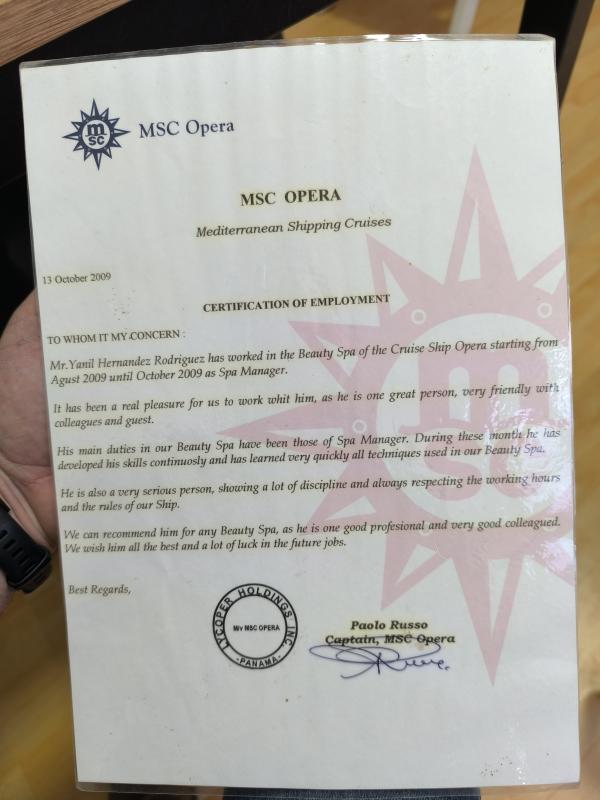 m
SC
MSC Opera
MSC OPERA
Mediterranean Shipping Cruises
13 October 2009
CERTIFICATION OF EMPLOYMENT
TO WHOM IT MY CONCERN :
Mr.Yanil Hernandez Rodriguez has worked in the Beauty Spa of the Cruise Ship Opera starting from
Agust 2009 until October 2009 as Spa Manager.
It has been a real pleasure for us to work whit him, as he is one great person, very friendly with
colleagues and guest.
His main duties in our Beauty Spa have been those of Spa Manager. During these month he has
developed his skills continuosly and has learned very quickly all techniques used in our Beauty Spa.
He is also a very serious person, showing a lot of discipline and always respecting the working hours
and the rules of our Ship.
We can recommend him for any Beauty Spa, as he is one good profesional and very good colleagued.
We wish him all the best and a lot of luck in the future jobs.
Best Regards,
LYCOPER HOLDINGS INC
M/v MSC OPERA
-PANAMA-
Paolo Russo
Captain, MSC Opera
m
SC